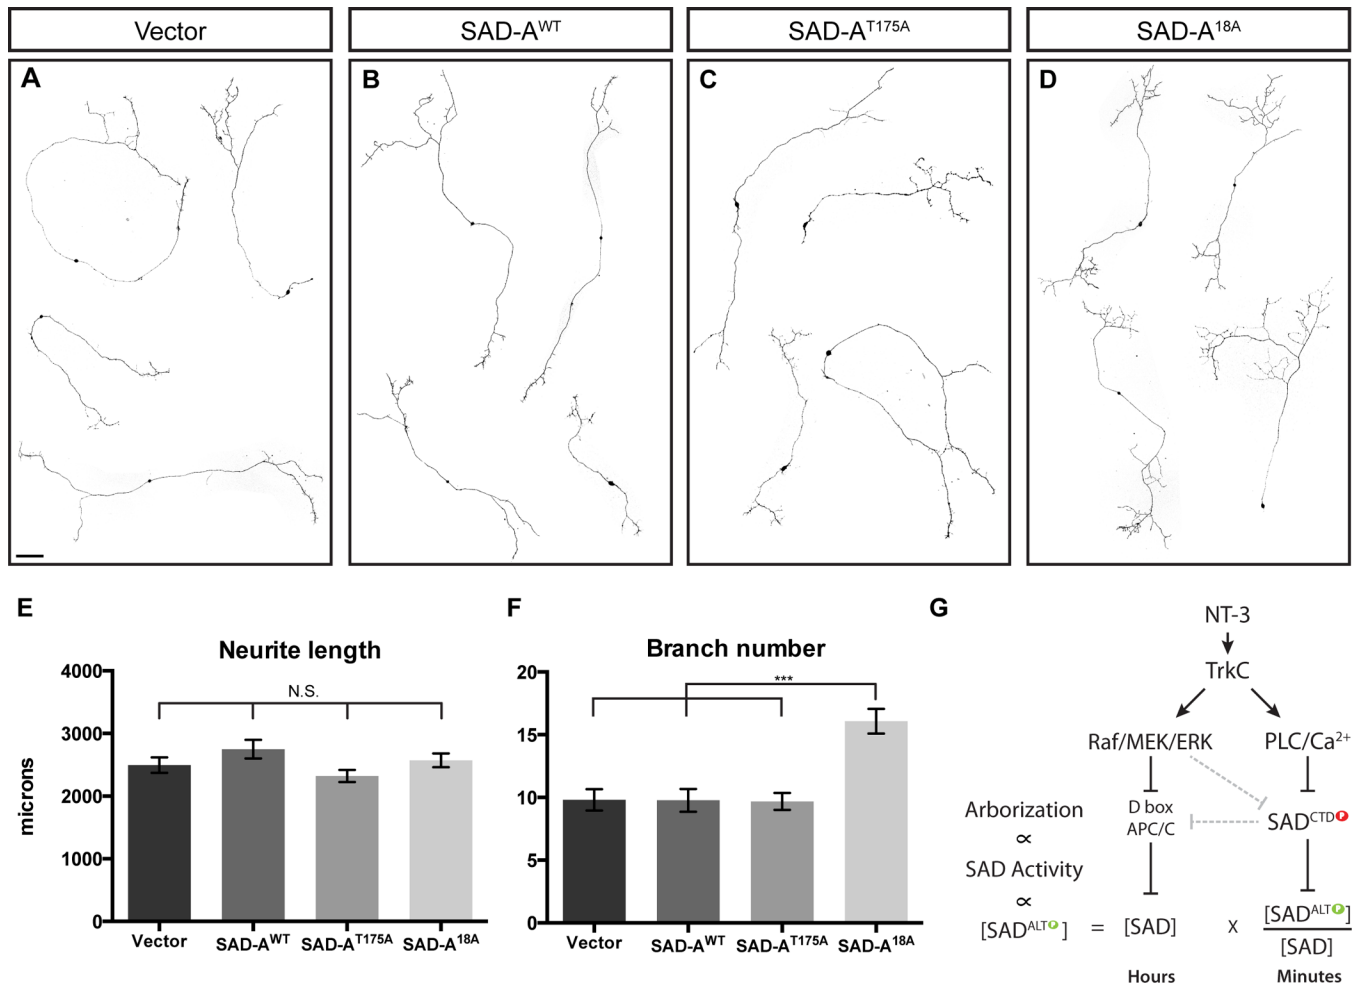 Vector
SAD-A^WT
SAD-A^T175A
SAD-A^18A
A
B
C
D
E
Neurite length
microns
4000
3000
2000
1000
0
N.S.
Vector
SAD-A^WT
SAD-A^T175A
SAD-A^18A
F
Branch number
20
15
10
5
0
***
Vector
SAD-A^WT
SAD-A^T175A
SAD-A^18A
G
NT-3
TrkC
Raf/MEK/ERK
PLC/Ca²⁺
D box
APC/C
SAD^CTD P
Arborization
∝
SAD Activity
∝
[SAD^ALT P] = [SAD] x [SAD^ALT P]
[SAD]
Hours
Minutes